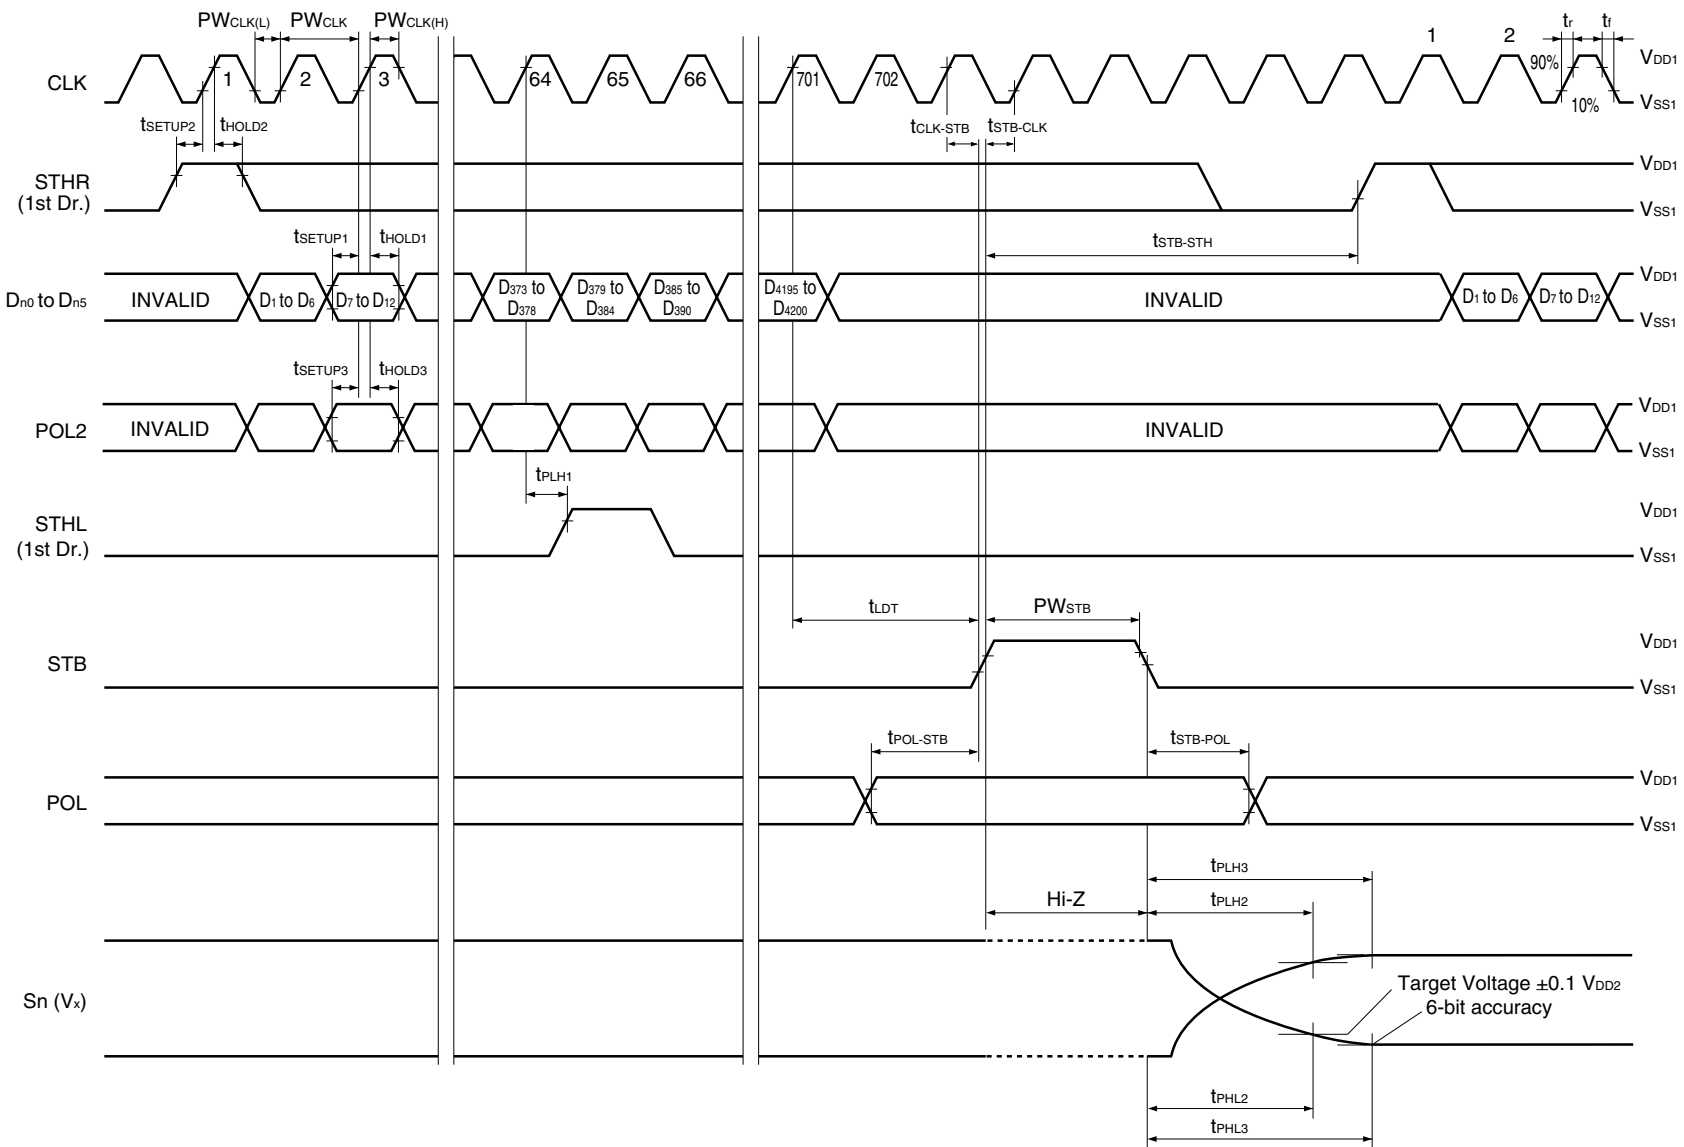 PWCLK(L) PWCLK PWCLK(H) tr tf
1 2
CLK 1 2 3 64 65 66 701 702 90% 10% VDD1
VSS1
tSETUP2 tHOLD2 tCLK-STB tSTB-CLK
STHR
(1st Dr.)
VDD1
VSS1
tSETUP1 tHOLD1 tSTB-STH
Dn0 to Dn5 INVALID D1 to D6 D7 to D12 D373 to D378 D379 to D384 D385 to D390 D4195 to D4200 INVALID D1 to D6 D7 to D12
VDD1
VSS1
tSETUP3 tHOLD3
POL2 INVALID INVALID
VDD1
VSS1
tPLH1
STHL
(1st Dr.)
VDD1
VSS1
tLDT PWSTB
STB
VDD1
VSS1
tPOL-STB tSTB-POL
POL
VDD1
VSS1
tPLH3
Hi-Z tPLH2
Sn (Vx)
Target Voltage ±0.1 VDD2
6-bit accuracy
tPHL2
tPHL3